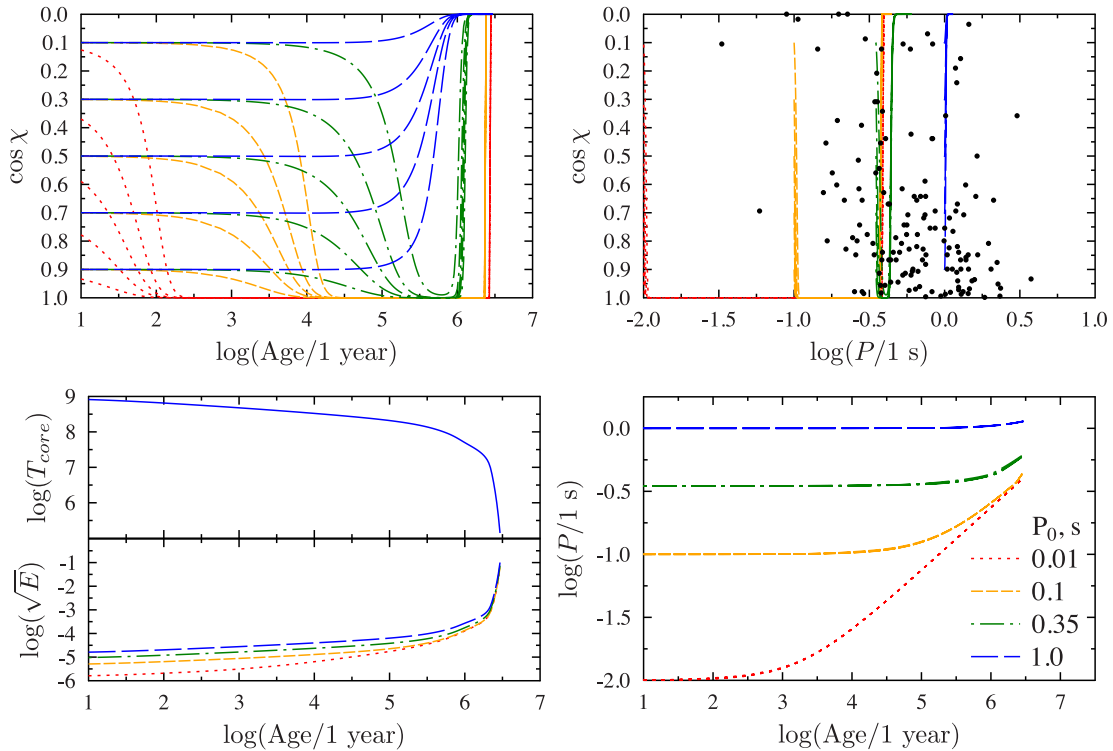 0.0
0.1
0.2
0.3
0.4
0.5
0.6
0.7
0.8
0.9
1.0
cos χ
1 2 3 4 5 6 7
log(Age/1 year)
0.0
0.1
0.2
0.3
0.4
0.5
0.6
0.7
0.8
0.9
1.0
cos χ
-2.0 -1.5 -1.0 -0.5 0.0 0.5 1.0
log(P/1 s)
9
8
7
6
log(T_core)
-1
-2
-3
-4
-5
-6
log(√E)
1 2 3 4 5 6 7
log(Age/1 year)
0.0
-0.5
-1.0
-1.5
-2.0
log(P/1 s)
P_0, s
0.01
0.1
0.35
1.0
1 2 3 4 5 6 7
log(Age/1 year)